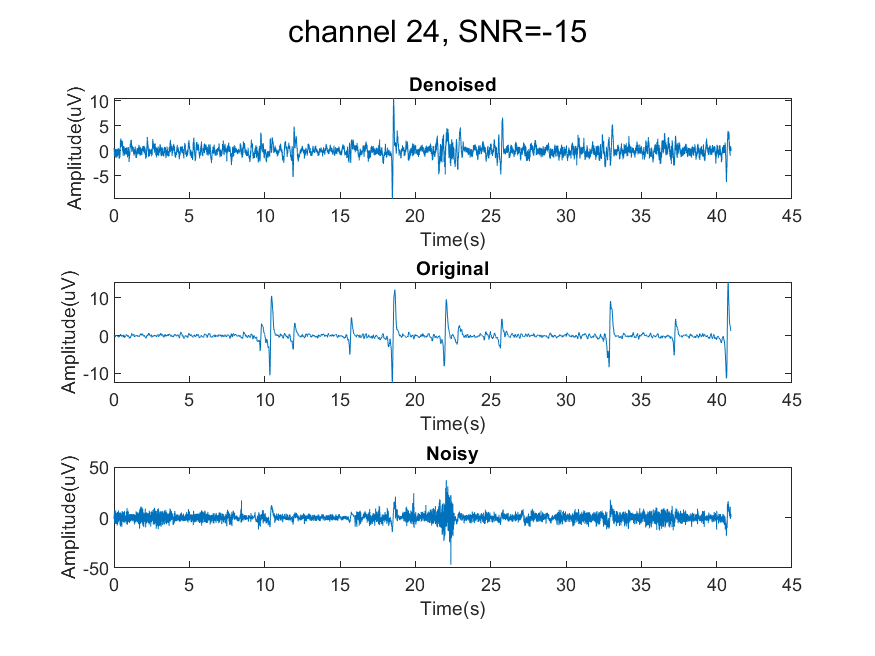 channel 24, SNR=-15
Denoised
Amplitude(uV)
10
5
0
-5
0 5 10 15 20 25 30 35 40 45
Time(s)
Original
Amplitude(uV)
10
0
-10
0 5 10 15 20 25 30 35 40 45
Time(s)
Noisy
Amplitude(uV)
50
0
-50
0 5 10 15 20 25 30 35 40 45
Time(s)